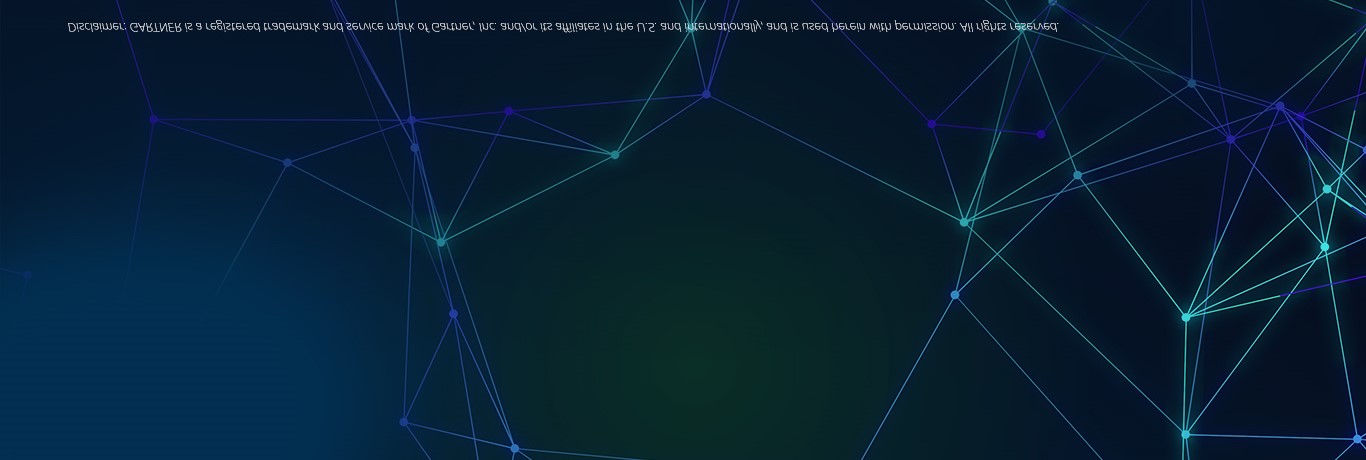 Disclaimer: GARTNER is a registered trademark and service mark of Gartner, Inc. and/or its affiliates in the U.S. and internationally, and is used herein with permission. All rights reserved.